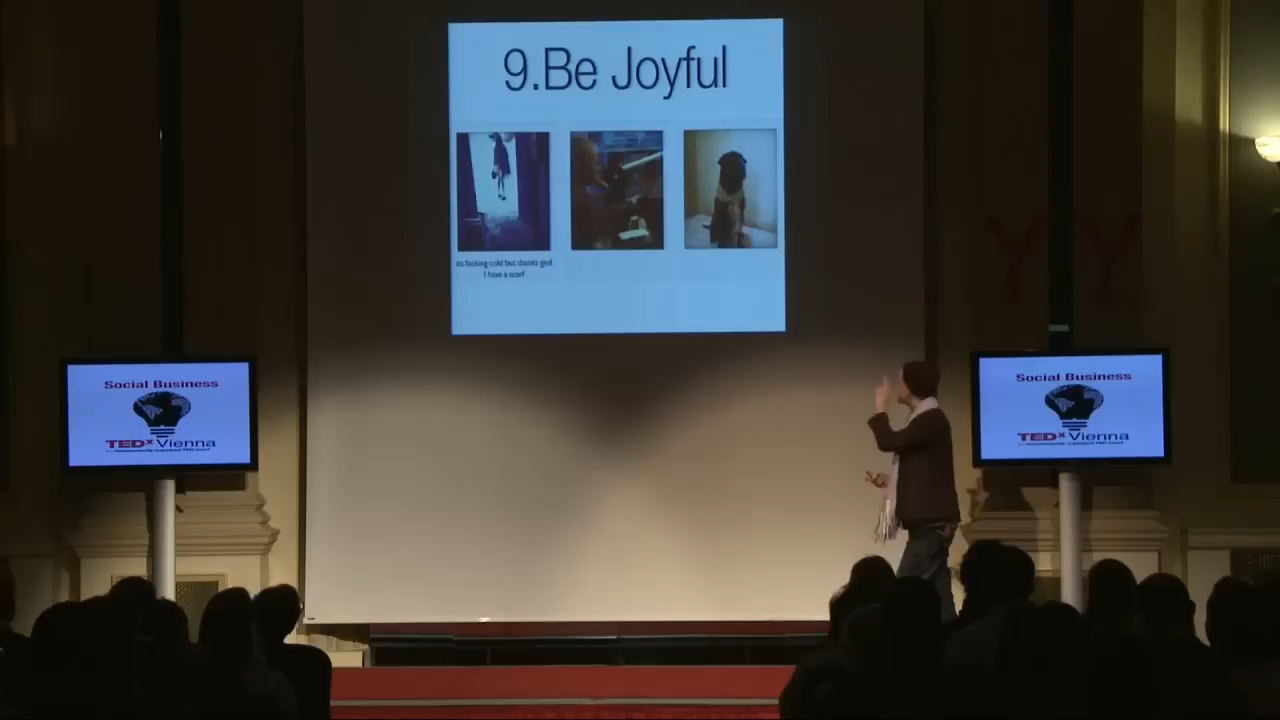 9.Be Joyful
its fucking cold but thanks god
I have a scarf
Social Business
TEDxVienna
Social Business
TEDxVienna